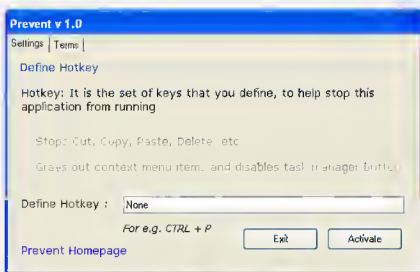 Prevent v 1.0
Settings Terms
Define Hotkey
Hotkey: It is the set of keys that you define, to help stop this
application from running
Stop: Cut, Copy, Paste, Delete etc
Grays out context menu item, and disables task manager button
Define Hotkey : None
For e.g. CTRL + P
Exit Activate
Prevent Homepage